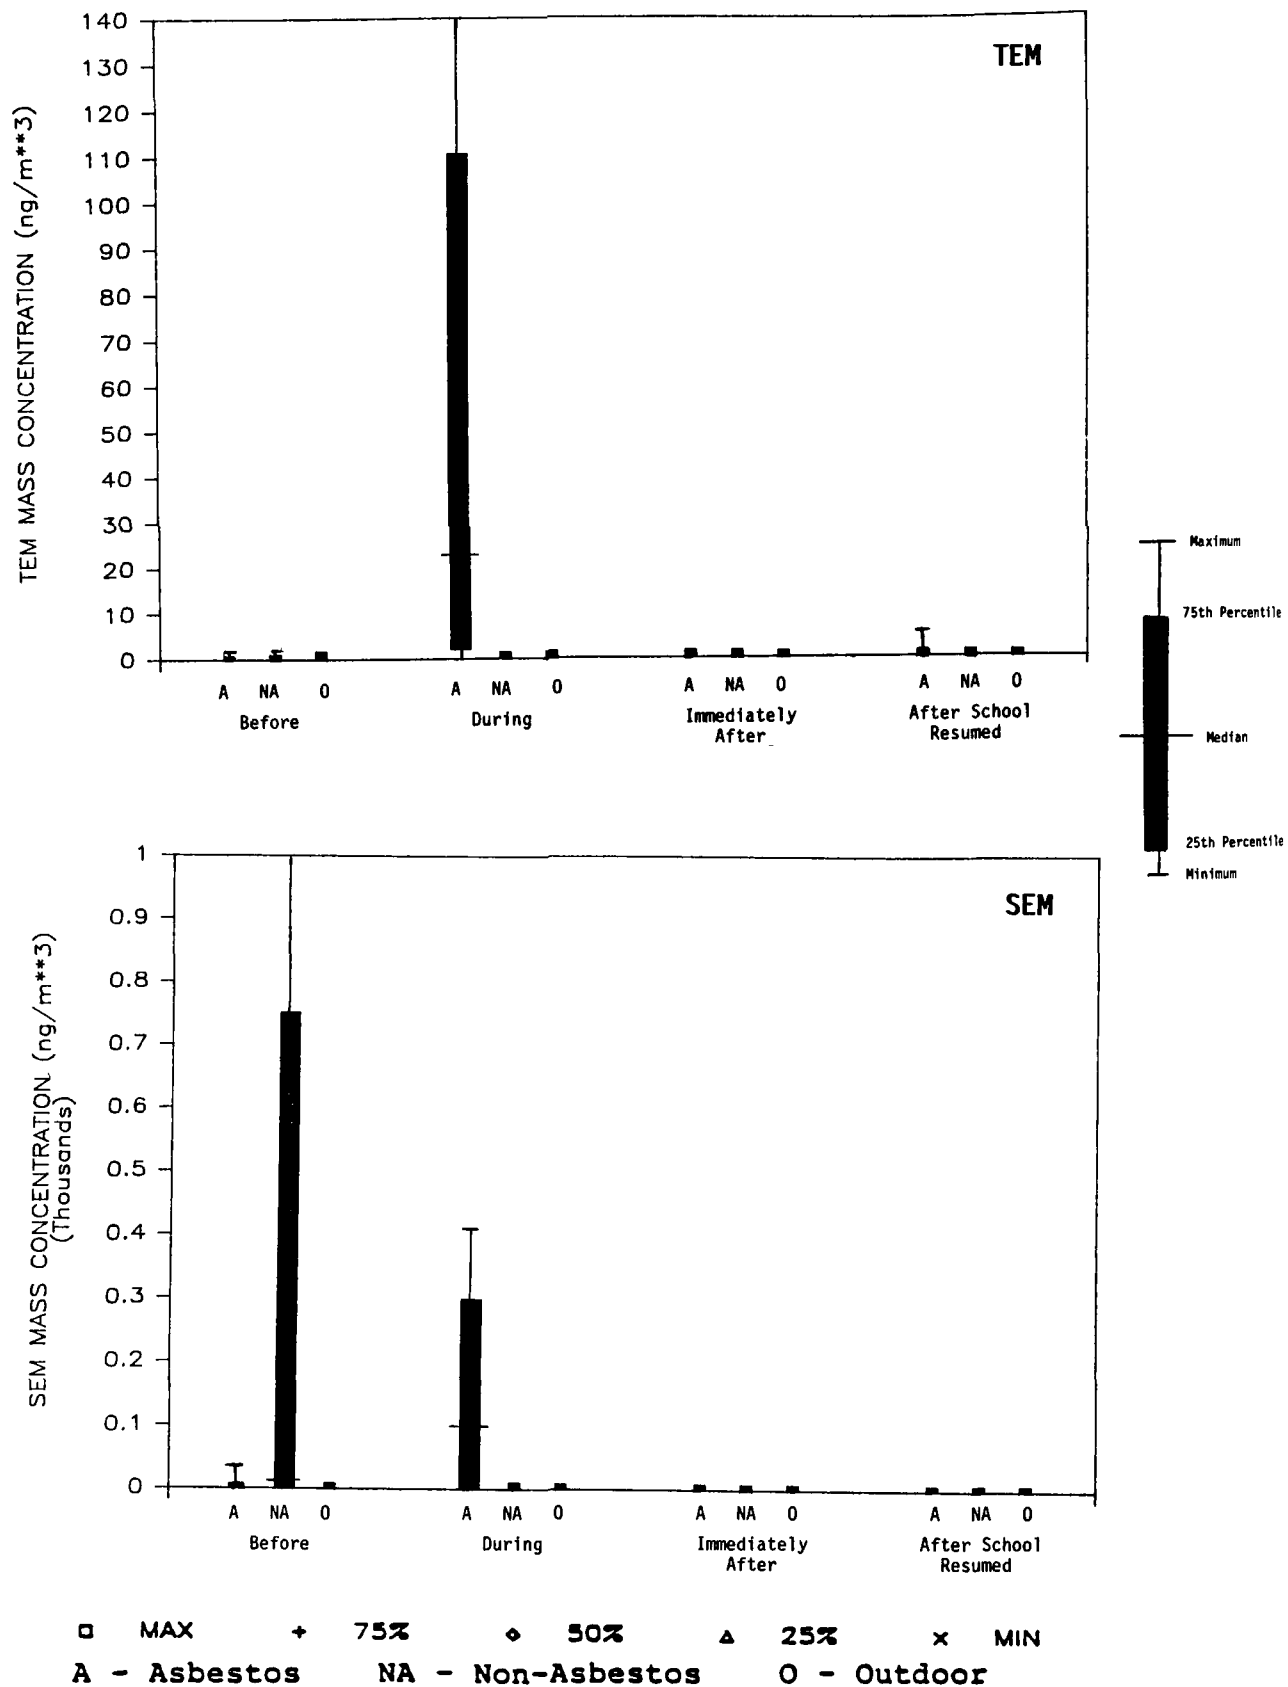 TEM
TEM MASS CONCENTRATION (ng/m**3)
140
130
120
110
100
90
80
70
60
50
40
30
20
10
0
A NA O A NA O A NA O A NA O
Before During Immediately After After School Resumed
Maximum
75th Percentile
Median
25th Percentile
Minimum
SEM
SEM MASS CONCENTRATION (ng/m**3)
(Thousands)
1
0.9
0.8
0.7
0.6
0.5
0.4
0.3
0.2
0.1
0
A NA O A NA O A NA O A NA O
Before During Immediately After After School Resumed
MAX 75% 50% 25% MIN
A - Asbestos NA - Non-Asbestos O - Outdoor